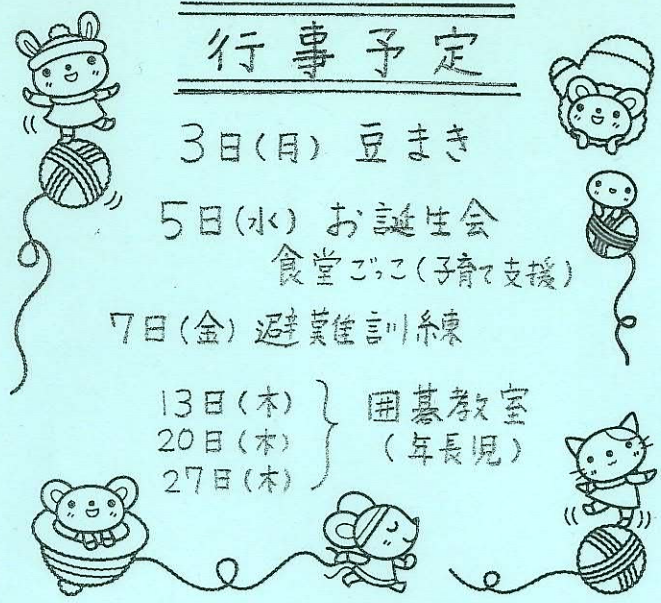 行事予定
3日(月) 豆まき
5日(水) お誕生会
食堂ごっこ(子育て支援)
7日(金) 避難訓練
13日(木)
20日(木)
27日(木)
囲碁教室
(年長児)